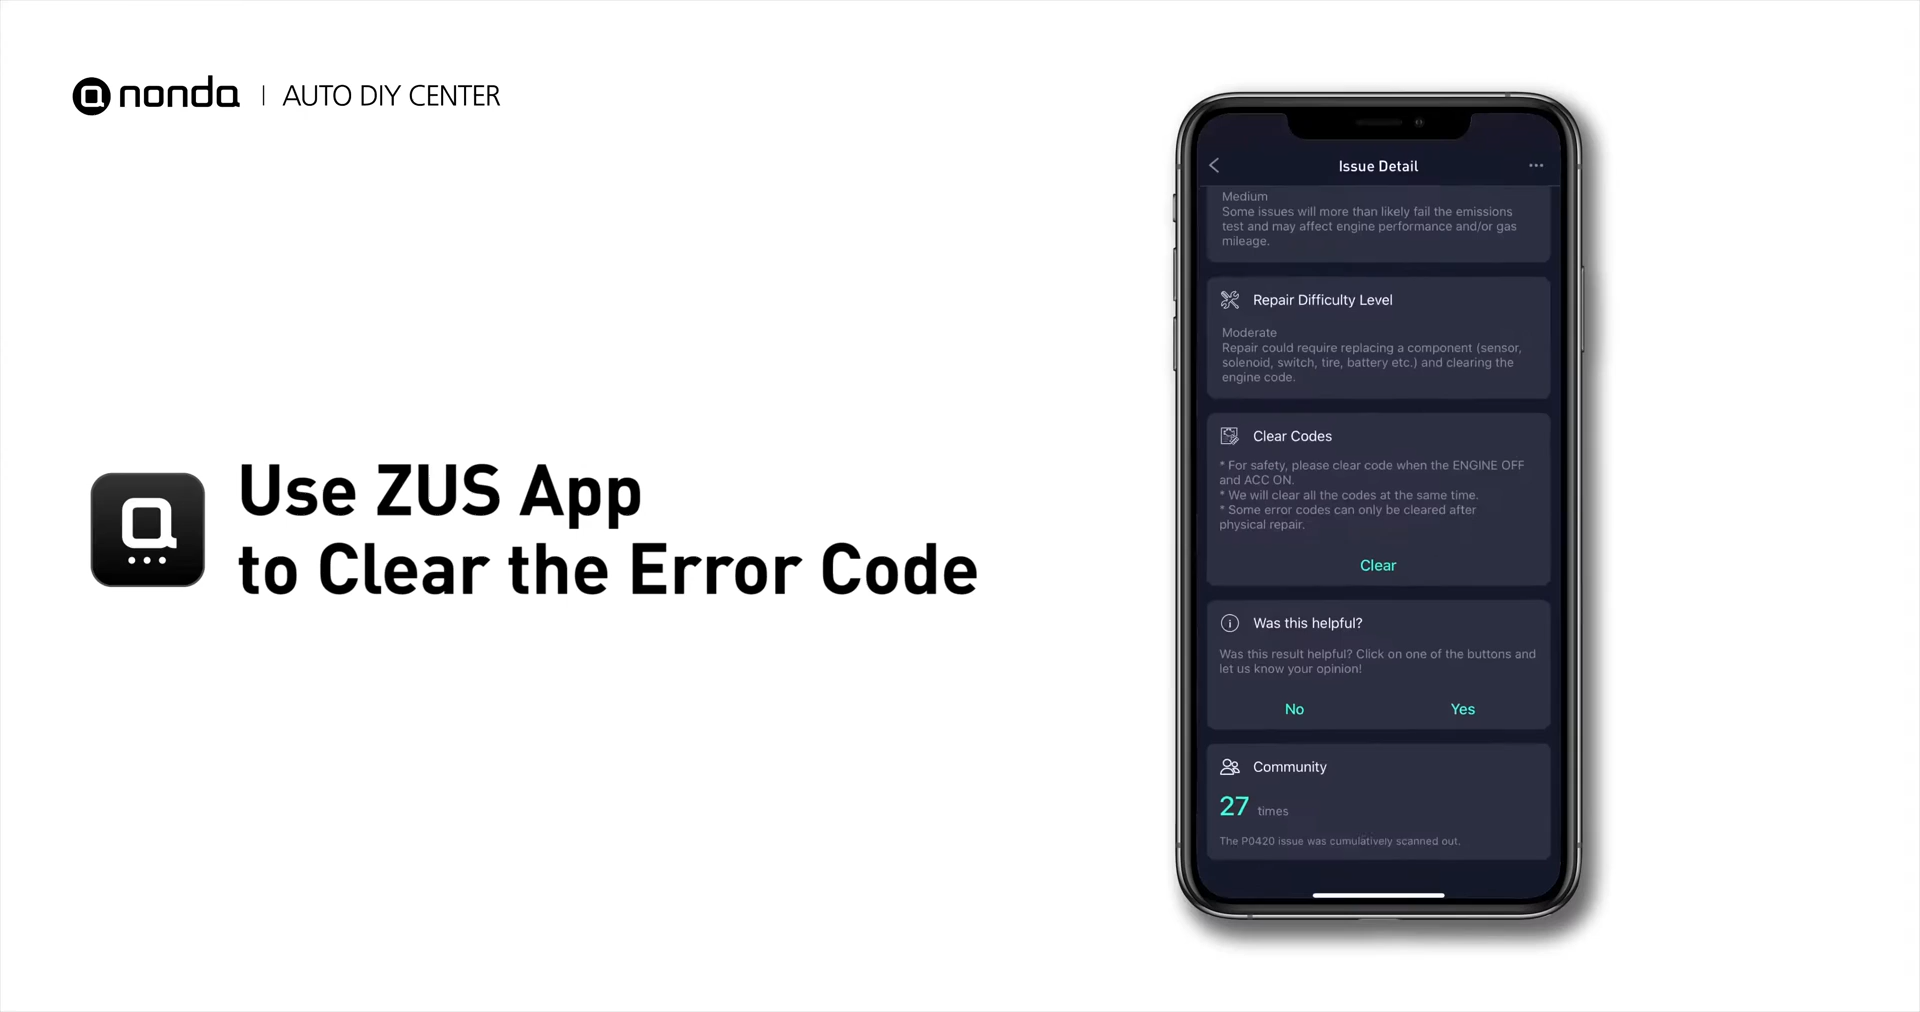 nonda | AUTO DIY CENTER
Use ZUS App
to Clear the Error Code
Issue Detail
Medium
Some issues will more than likely fail the emissions
test and may affect engine performance and/or gas
mileage.
Repair Difficulty Level
Moderate
Repair could require replacing a component (sensor,
solenoid, switch, tire, battery etc.) and clearing the
engine code.
Clear Codes
* For safety, please clear code when the ENGINE OFF
and ACC ON.
* We will clear all the codes at the same time.
* Some error codes can only be cleared after
physical repair.
Clear
Was this helpful?
Was this result helpful? Click on one of the buttons and
let us know your opinion!
No Yes
Community
27 times
The P0420 issue was cumulatively scanned out.